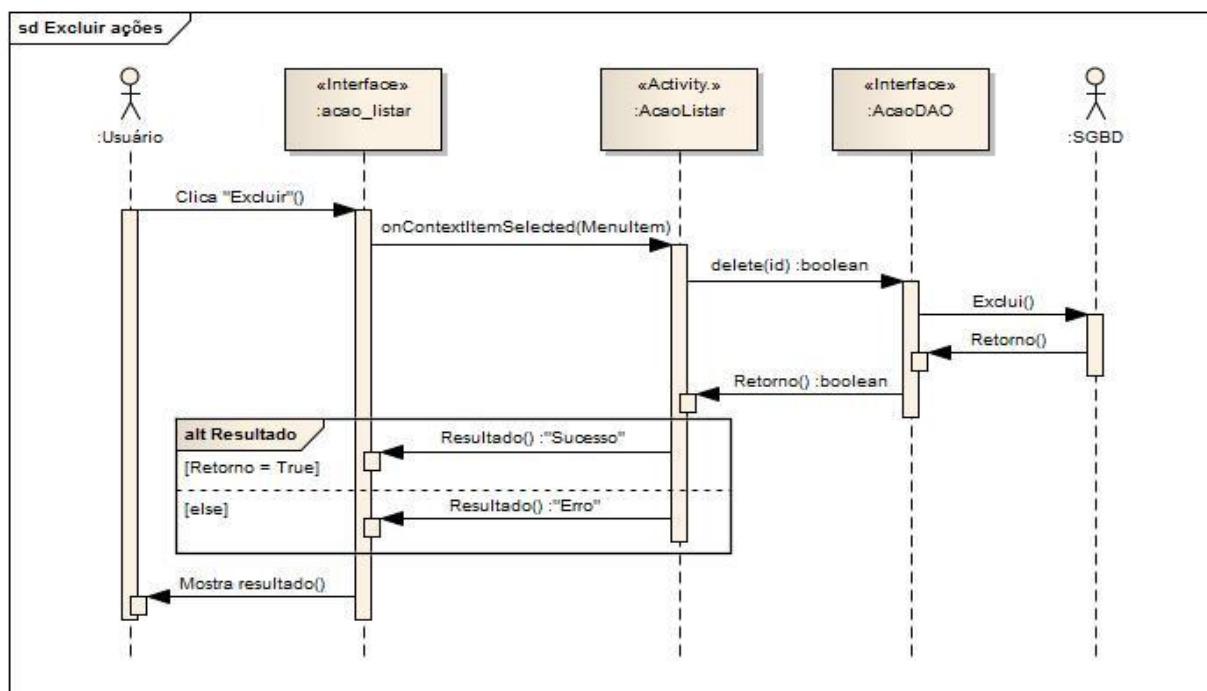 sd Excluir ações
:Usuário
«Interface»
:acao_listar
«Activity.»
:AcaoListar
«Interface»
:AcaoDAO
:SGBD
Clica "Excluir"()
onContextItemSelected(MenuItem)
delete(id) :boolean
Exclui()
Retorno()
Retorno() :boolean
alt Resultado
Resultado() :"Sucesso"
[Retorno = True]
[else]
Resultado() :"Erro"
Mostra resultado()